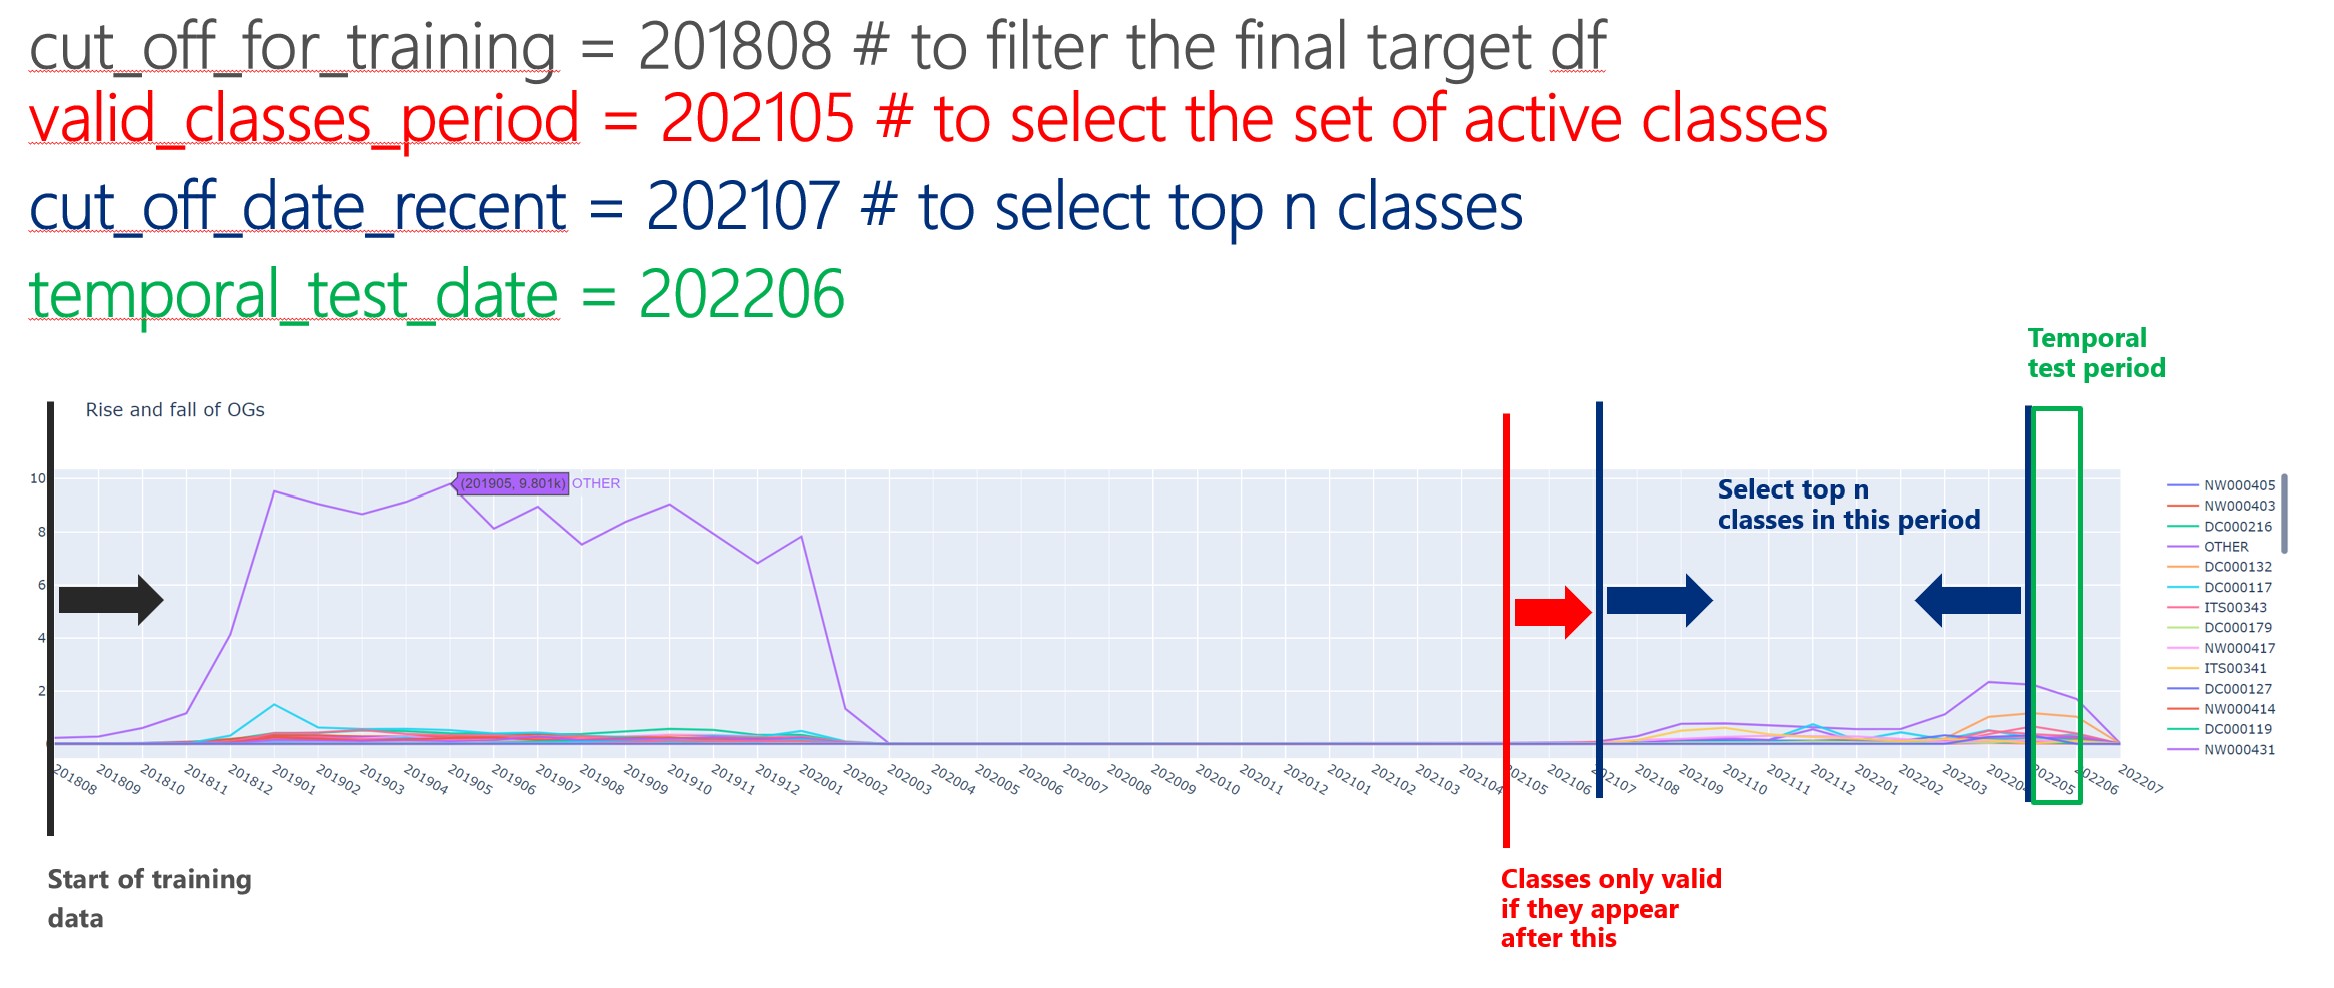 cut_off_for_training = 201808 # to filter the final target df
valid_classes_period = 202105 # to select the set of active classes
cut_off_date_recent = 202107 # to select top n classes
temporal_test_date = 202206
Temporal
test period
Rise and fall of OGs
10
8
6
4
2
(201905, 9.801k) OTHER
Select top n
classes in this period
NW000405
NW000403
DC000216
OTHER
DC000132
DC000117
ITS00343
DC000179
NW000417
ITS00341
DC000127
NW000414
DC000119
NW000431
201808 201809 201810 201811 201812 201901 201902 201903 201904 201905 201906 201907 201908 201909 201910 201911 201912 202001 202002 202003 202004 202005 202006 202007 202008 202009 202010 202011 202012 202101 202102 202103 202104 202105 202106 202107 202108 202109 202110 202111 202112 202201 202202 202203 202204 202205 202206 202207
Start of training
data
Classes only valid
if they appear
after this